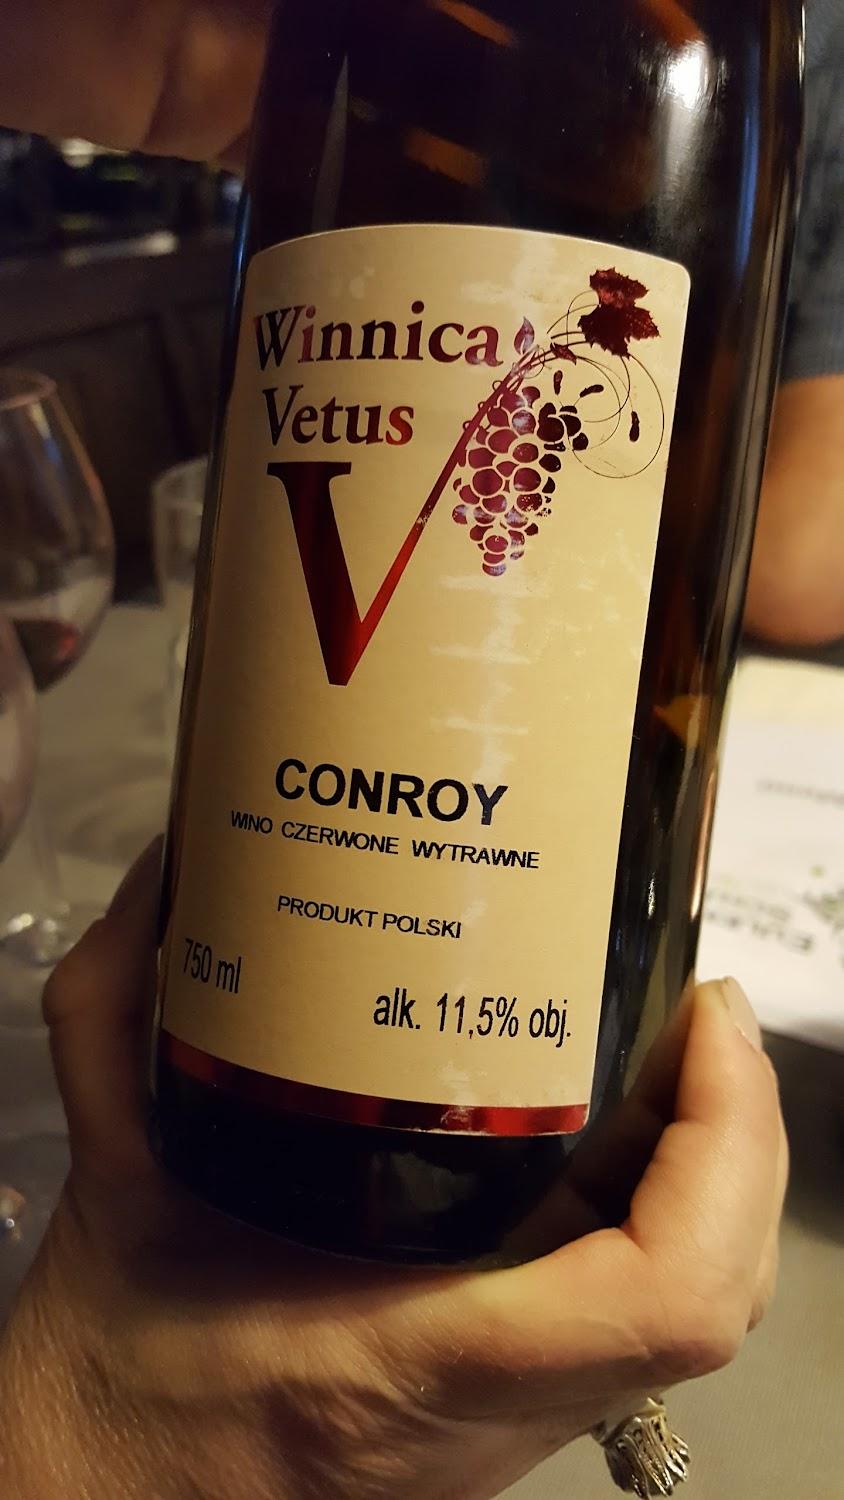 Winnica
Vetus
V
CONROY
WINO CZERWONE WYTRAWNE
PRODUKT POLSKI
750 ml
alk. 11,5% obj.